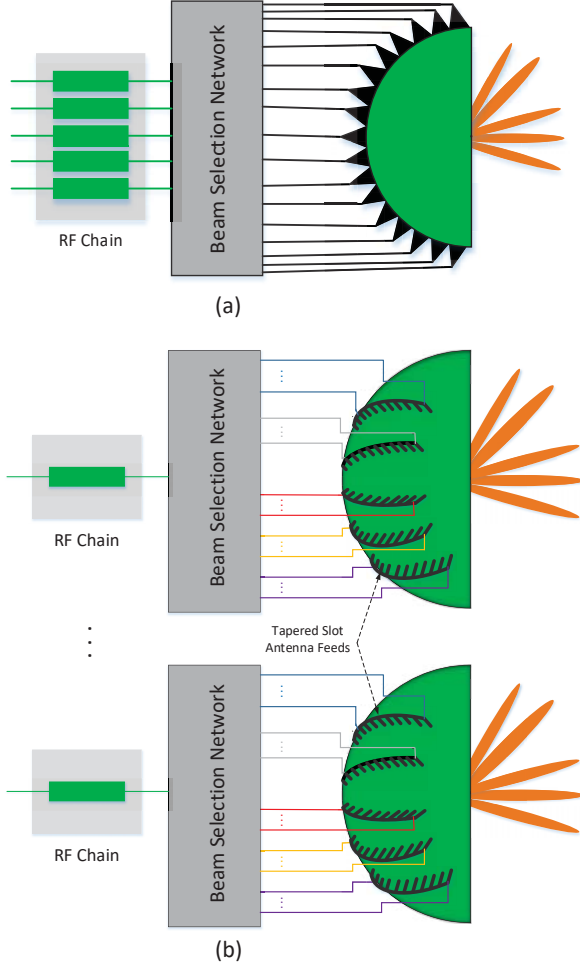 Beam Selection Network
RF Chain
(a)
Beam Selection Network
RF Chain
Tapered Slot
Antenna Feeds
Beam Selection Network
RF Chain
(b)